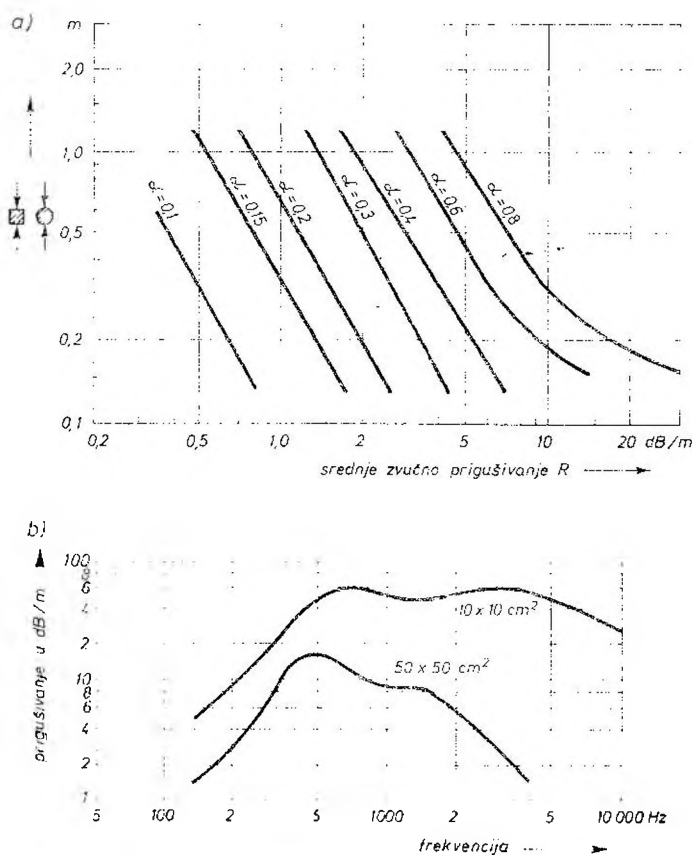 a)
m
2,0
1,0
0,5
0,2
0,1
α = 0,1
α = 0,15
α = 0,2
α = 0,3
α = 0,4
α = 0,6
α = 0,8
0,2 0,5 1,0 2 5 10 20 dB/m
srednje zvučno prigušivanje R
b)
prigušivanje u dB/m
100
6
4
2
10
8
6
4
2
1
10 x 10 cm²
50 x 50 cm²
5 100 2 5 1000 2 5 10 000 Hz
frekvencija